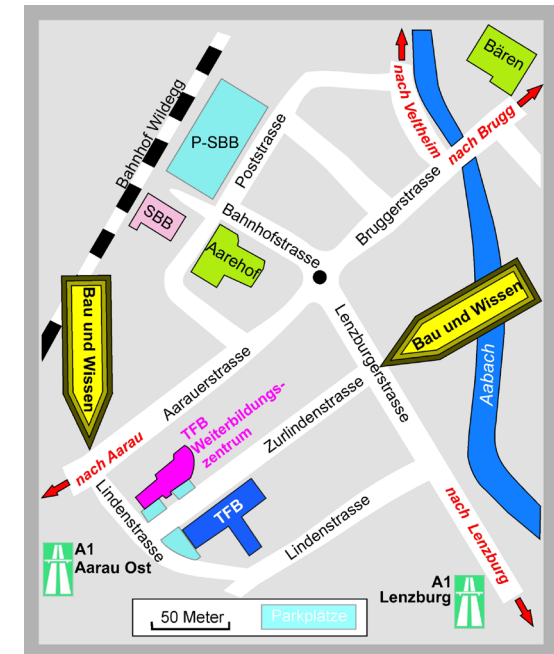 Bären
nach Veltheim
nach Brugg
Bahnhof Wildegg
P-SBB
Poststrasse
SBB
Bahnhofstrasse
Bruggerstrasse
Aarehof
Bau und Wissen
Bau und Wissen
Lenzburgerstrasse
Aabach
Aarauerstrasse
TFB
Weiterbildungs-
zentrum
Zurlindenstrasse
nach Aarau
Lindenstrasse
TFB
Lindenstrasse
nach Lenzburg
A1
Aarau Ost
A1
Lenzburg
50 Meter
Parkplätze